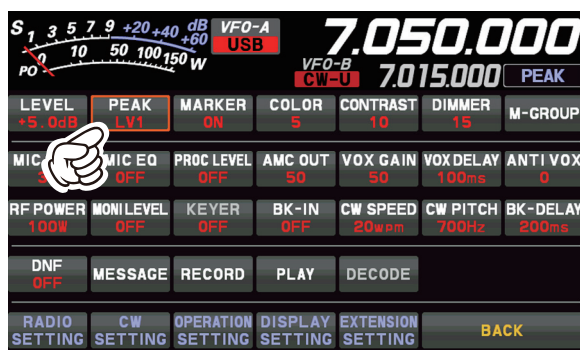 S 1 3 5 7 9 +20 +40 +60 dB VFO-A 7.050.000
USB
PO 0 10 50 100 150 W
VFO-B
CW-U 7.015.000 PEAK
LEVEL PEAK MARKER COLOR CONTRAST DIMMER M-GROUP
+5.0dB LV1 ON 5 10 15
MIC MIC EQ PROC LEVEL AMC OUT VOX GAIN VOX DELAY ANTI VOX
OFF OFF 50 50 100ms 0
RF POWER MONI LEVEL KEYER BK-IN CW SPEED CW PITCH BK-DELAY
100W OFF OFF OFF 20wpm 700Hz 200ms
DNF MESSAGE RECORD PLAY DECODE
OFF
RADIO CW OPERATION DISPLAY EXTENSION BACK
SETTING SETTING SETTING SETTING SETTING